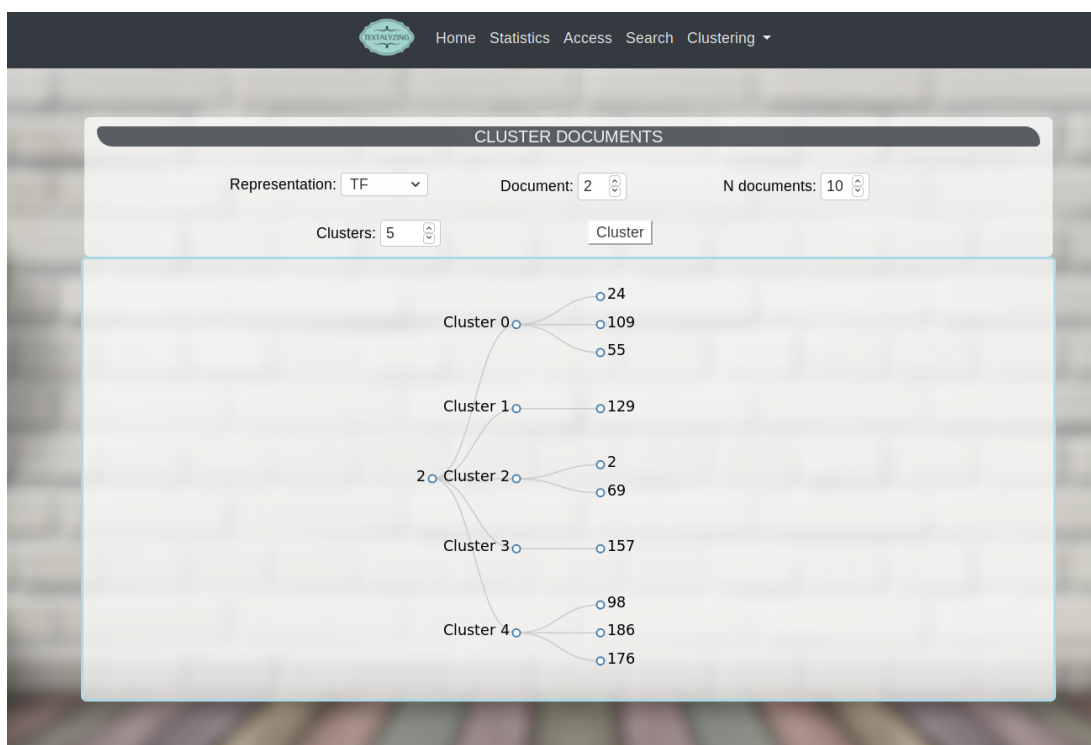 TEXTALYZING Home Statistics Access Search Clustering
CLUSTER DOCUMENTS
Representation: TF Document: 2 N documents: 10
Clusters: 5 Cluster
24
Cluster 0 109
55
Cluster 1 129
2
2 Cluster 2
69
Cluster 3 157
98
Cluster 4 186
176